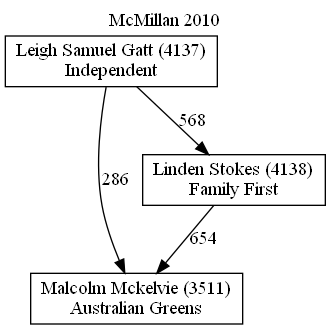 McMillan 2010
Leigh Samuel Gatt (4137)
Independent
568
Linden Stokes (4138)
Family First
286
654
Malcolm Mckelvie (3511)
Australian Greens